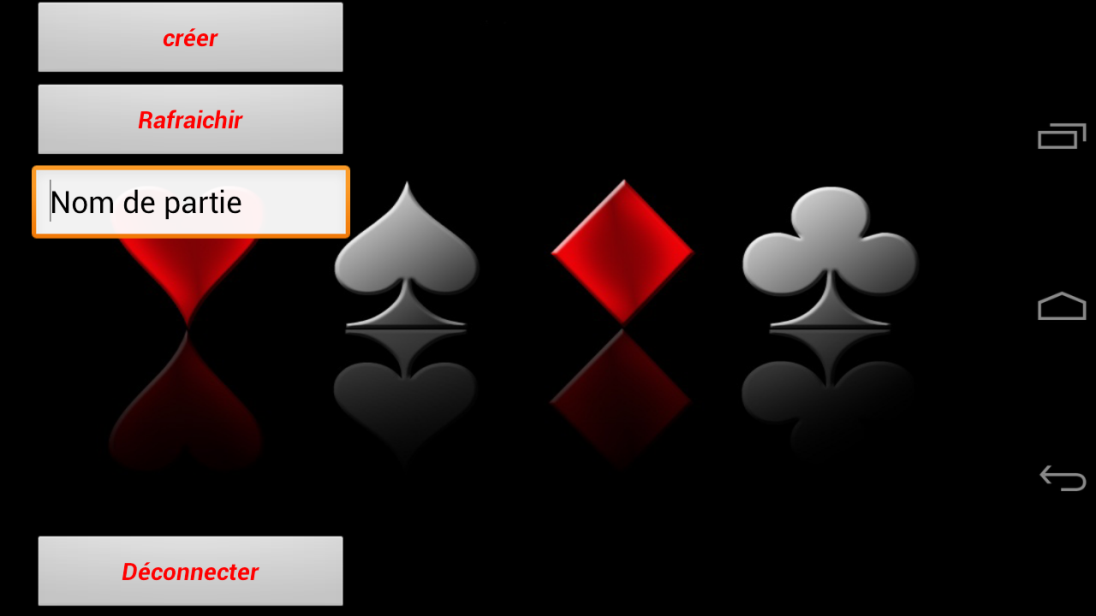 créer
Rafraichir
Nom de partie
Déconnecter